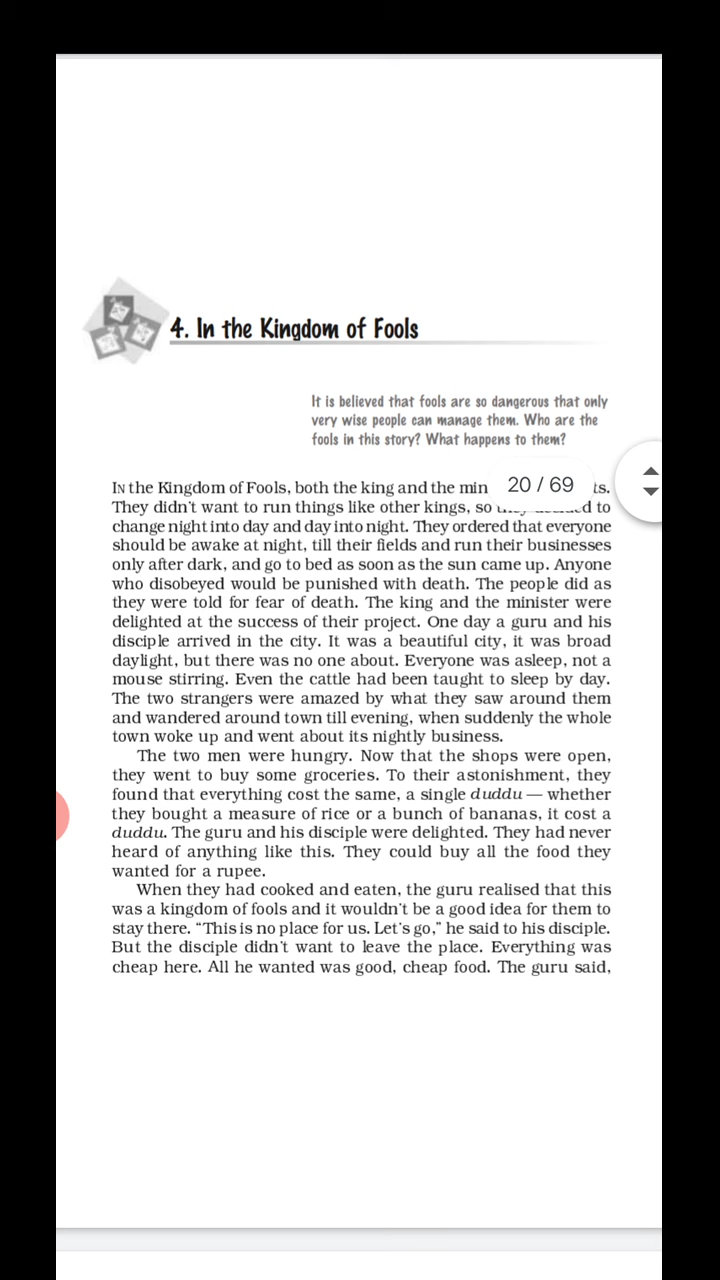 4. In the Kingdom of Fools
It is believed that fools are so dangerous that only
very wise people can manage them. Who are the
fools in this story? What happens to them?
IN the Kingdom of Fools, both the king and the
20 / 69
They didn't want to run things like other kings, so to
change night into day and day into night. They ordered that everyone
should be awake at night, till their fields and run their businesses
only after dark, and go to bed as soon as the sun came up. Anyone
who disobeyed would be punished with death. The people did as
they were told for fear of death. The king and the minister were
delighted at the success of their project. One day a guru and his
disciple arrived in the city. It was a beautiful city, it was broad
daylight, but there was no one about. Everyone was asleep, not a
mouse stirring. Even the cattle had been taught to sleep by day.
The two strangers were amazed by what they saw around them
and wandered around town till evening, when suddenly the whole
town woke up and went about its nightly business.
The two men were hungry. Now that the shops were open,
they went to buy some groceries. To their astonishment, they
found that everything cost the same, a single duddu — whether
they bought a measure of rice or a bunch of bananas, it cost a
duddu. The guru and his disciple were delighted. They had never
heard of anything like this. They could buy all the food they
wanted for a rupee.
When they had cooked and eaten, the guru realised that this
was a kingdom of fools and it wouldn't be a good idea for them to
stay there. “This is no place for us. Let's go,” he said to his disciple.
But the disciple didn't want to leave the place. Everything was
cheap here. All he wanted was good, cheap food. The guru said,